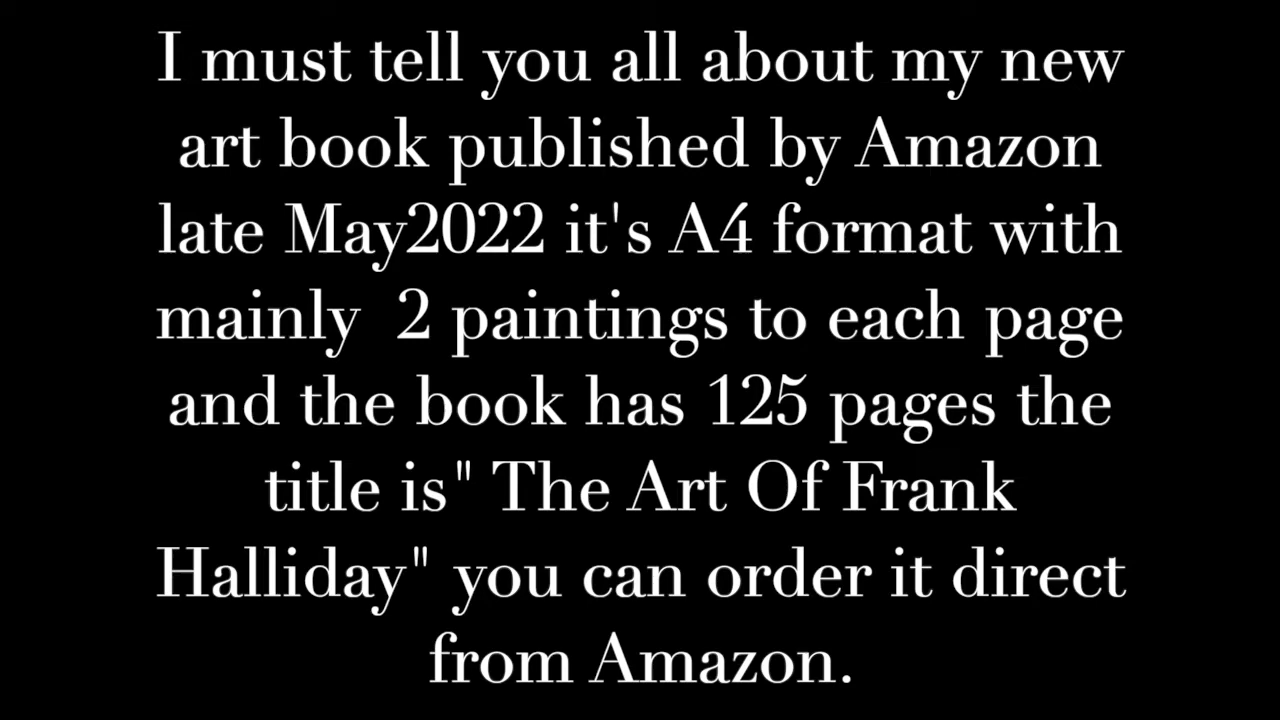 I must tell you all about my new
art book published by Amazon
late May2022 it's A4 format with
mainly  2 paintings to each page
and the book has 125 pages the
title is" The Art Of Frank
Halliday" you can order it direct
from Amazon.